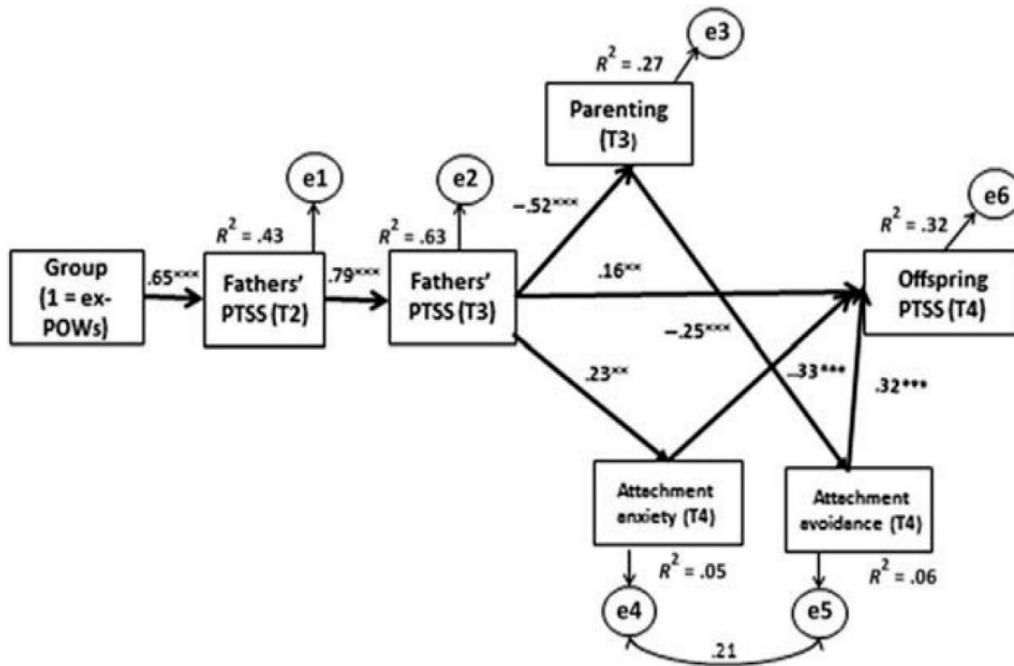 e3
R² = .27
Parenting
(T3)
e1
e2
e6
−.52×××
R² = .43
R² = .63
R² = .32
Group
(1 = ex-
POWs)
.65×××
Fathers’
PTSS (T2)
.79×××
Fathers’
PTSS (T3)
.16××
Offspring
PTSS (T4)
−.25×××
.23××
.33***
.32***
Attachment
anxiety (T4)
Attachment
avoidance (T4)
R² = .05
R² = .06
e4
e5
.21